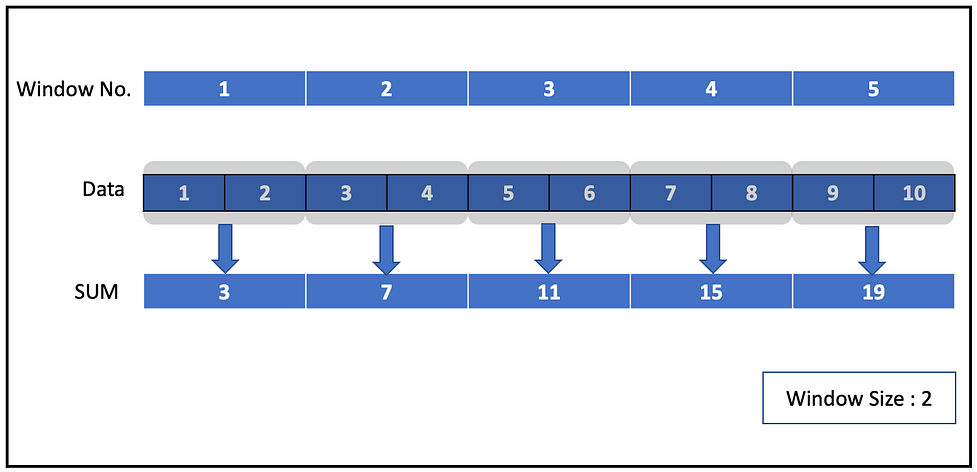 Window No. 1 2 3 4 5
Data 1 2 3 4 5 6 7 8 9 10
SUM 3 7 11 15 19
Window Size : 2